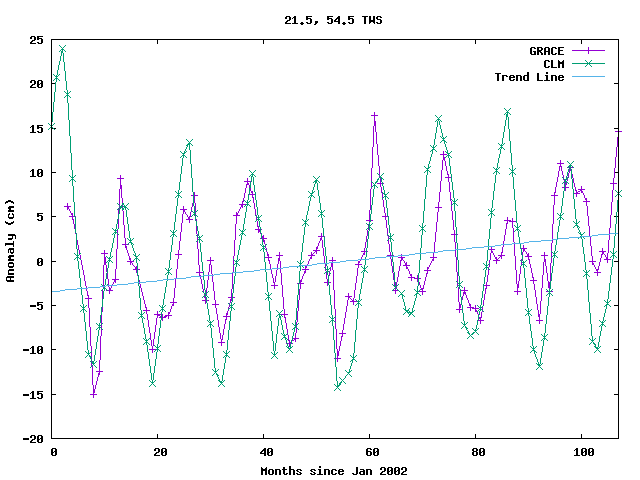 21.5, 54.5 TWS
GRACE
CLM
Trend Line
25
20
15
10
5
0
-5
-10
-15
-20
Anomaly (cm)
0 20 40 60 80 100
Months since Jan 2002